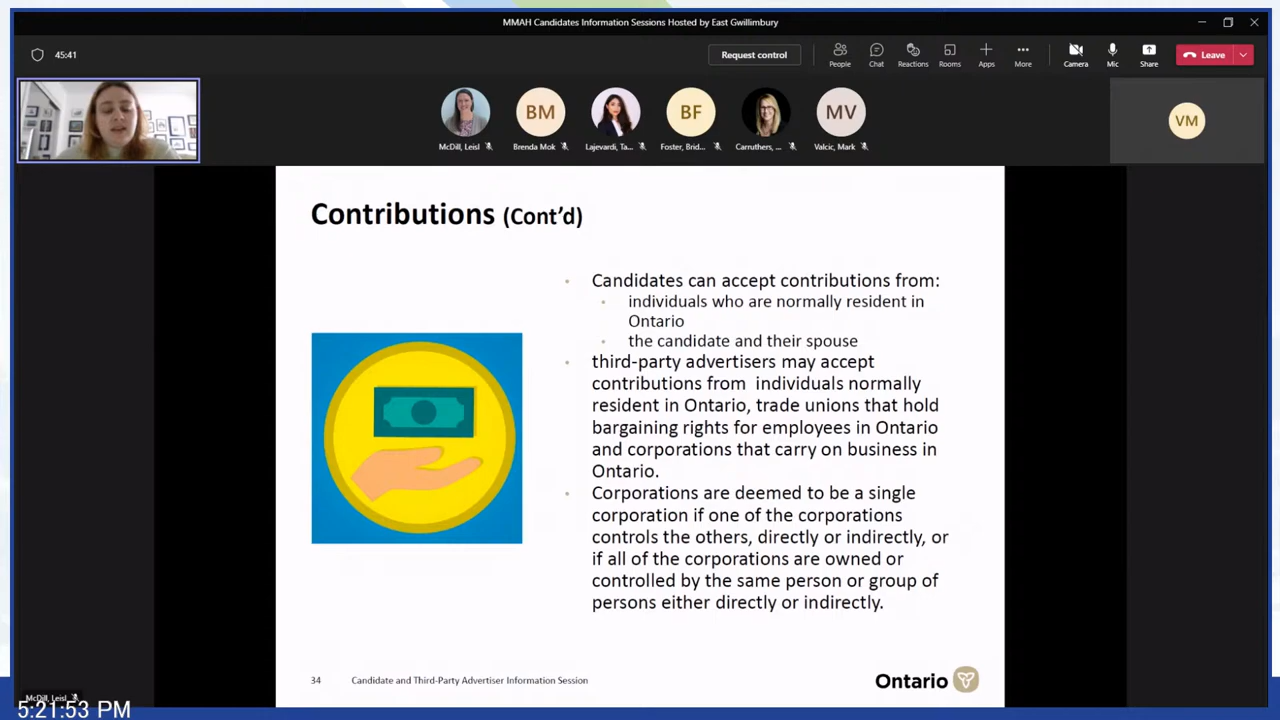 MMAH Candidates Information Sessions Hosted by East Gwillimbury
45:41
Request control
People
Chat
Reactions
Rooms
Apps
More
Camera
Mic
Share
Leave
BM
BF
MV
VM
McDill, Leisl
Brenda Mok
Lajevardi, Ta...
Foster, Brid...
Carruthers, ...
Valcic, Mark
Contributions (Cont'd)
• Candidates can accept contributions from:
• individuals who are normally resident in
Ontario
• the candidate and their spouse
• third-party advertisers may accept
contributions from individuals normally
resident in Ontario, trade unions that hold
bargaining rights for employees in Ontario
and corporations that carry on business in
Ontario.
• Corporations are deemed to be a single
corporation if one of the corporations
controls the others, directly or indirectly, or
if all of the corporations are owned or
controlled by the same person or group of
persons either directly or indirectly.
34
Candidate and Third-Party Advertiser Information Session
Ontario
McDill, Leisl
5:21:53 PM